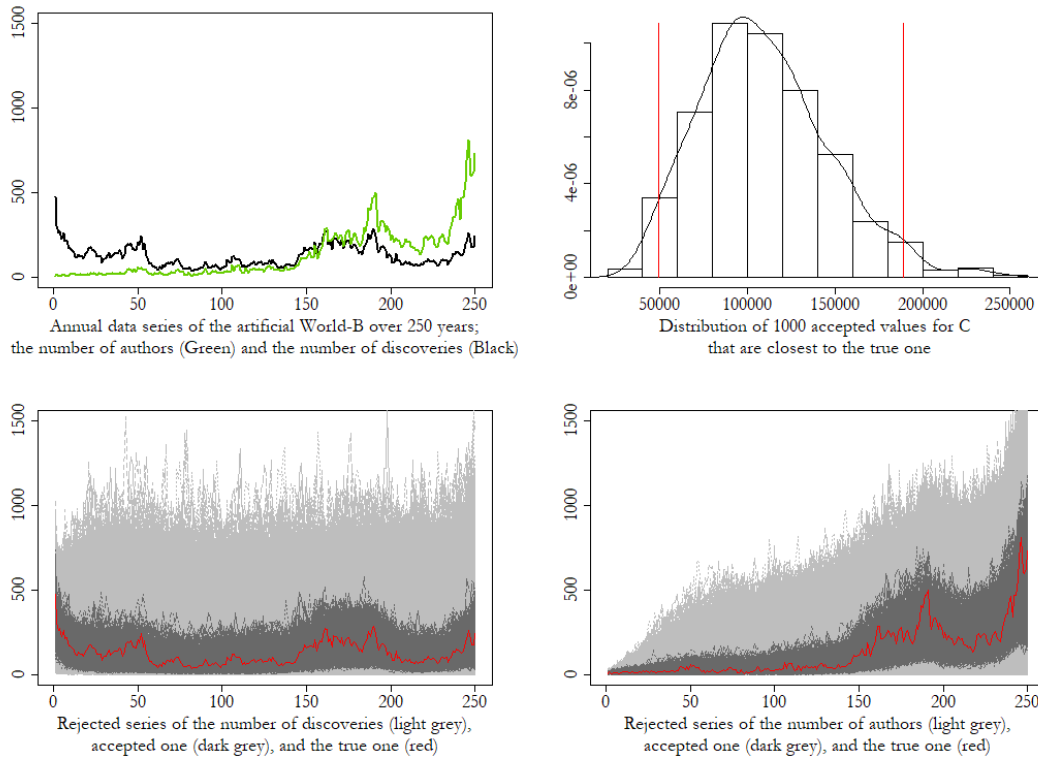 1500
1000
500
0
0 50 100 150 200 250
Annual data series of the artificial World-B over 250 years;
the number of authors (Green) and the number of discoveries (Black)
8e-06
4e-06
0e+00
50000 100000 150000 200000 250000
Distribution of 1000 accepted values for C
that are closest to the true one
1500
1000
500
0
0 50 100 150 200 250
Rejected series of the number of discoveries (light grey),
accepted one (dark grey), and the true one (red)
1500
1000
500
0
0 50 100 150 200 250
Rejected series of the number of authors (light grey),
accepted one (dark grey), and the true one (red)